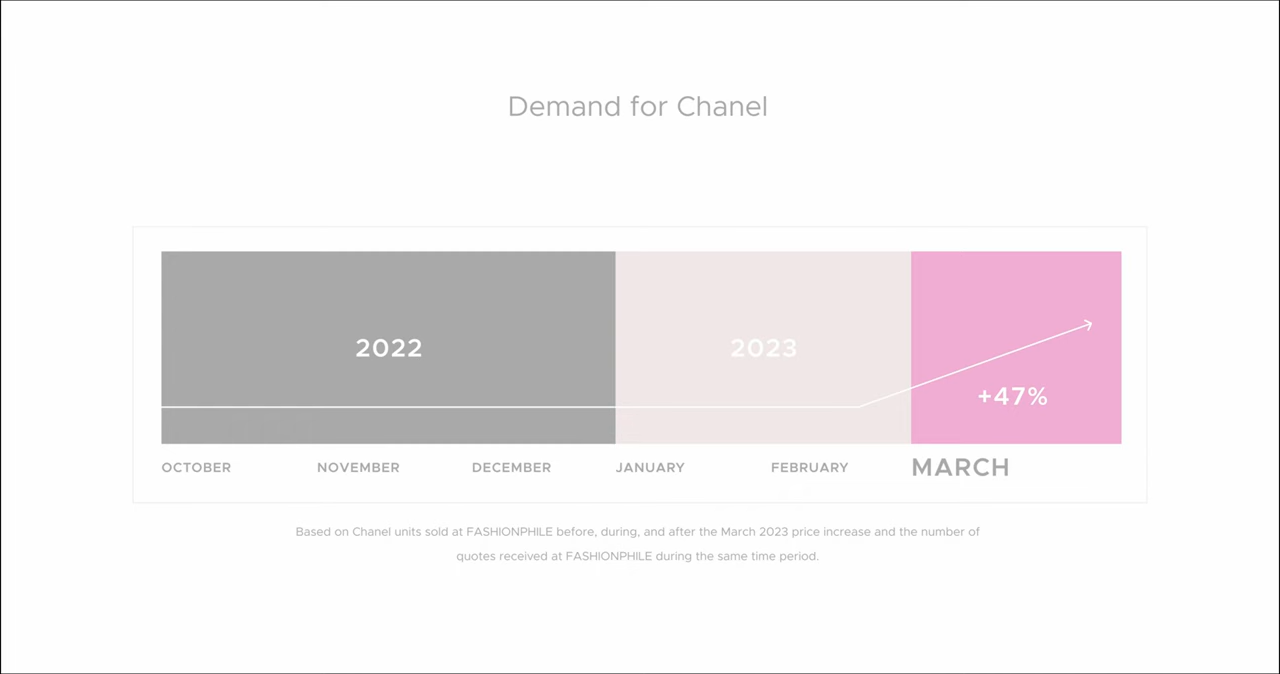 Demand for Chanel
2022
2023
+47%
OCTOBER
NOVEMBER
DECEMBER
JANUARY
FEBRUARY
MARCH
Based on Chanel units sold at FASHIONPHILE before, during, and after the March 2023 price increase and the number of
quotes received at FASHIONPHILE during the same time period.